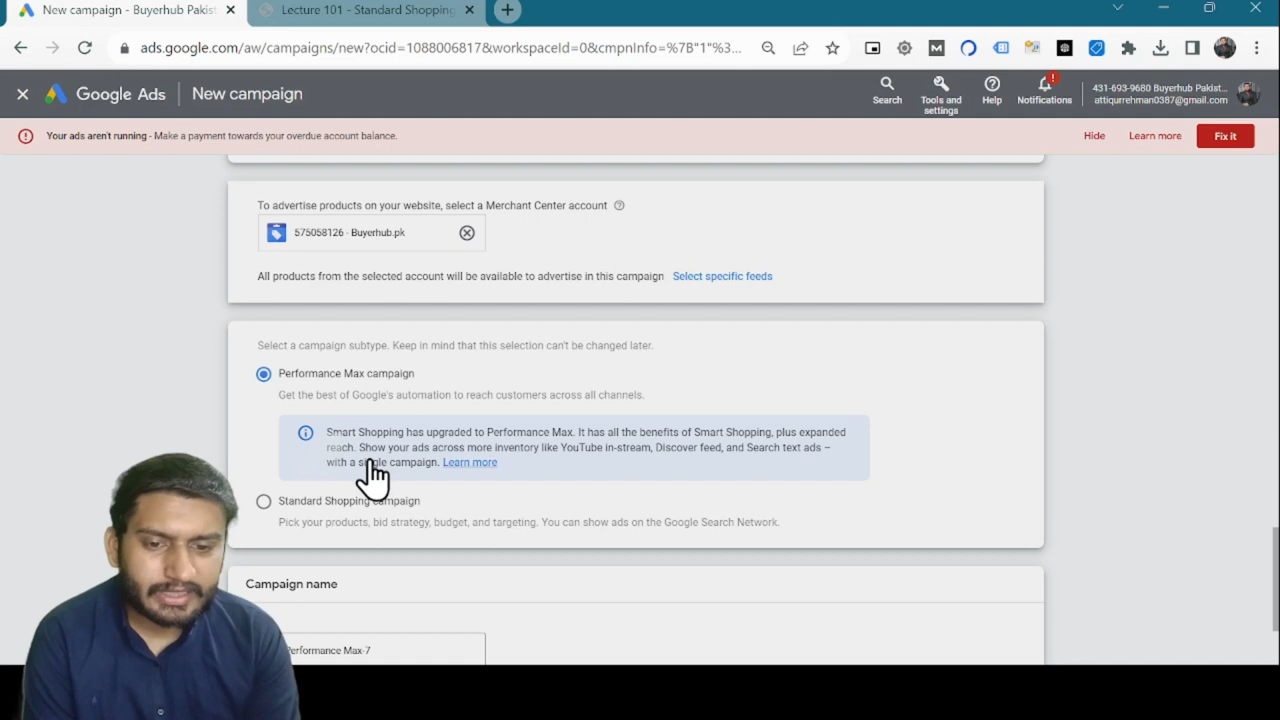 New campaign - Buyerhub Pakist
Lecture 101 - Standard Shopping
ads.google.com/aw/campaigns/new?ocid=1088006817&workspaceId=0&cmpnInfo=%7B"1"%3...
Google Ads
New campaign
Search
Tools and settings
Help
Notifications
431-693-9680 Buyerhub Pakist...
attiqurrehman0387@gmail.com
Your ads aren't running - Make a payment towards your overdue account balance.
Hide
Learn more
Fix it
To advertise products on your website, select a Merchant Center account
575058126 - Buyerhub.pk
All products from the selected account will be available to advertise in this campaign Select specific feeds
Select a campaign subtype. Keep in mind that this selection can't be changed later.
Performance Max campaign
Get the best of Google's automation to reach customers across all channels.
Smart Shopping has upgraded to Performance Max. It has all the benefits of Smart Shopping, plus expanded
reach. Show your ads across more inventory like YouTube in-stream, Discover feed, and Search text ads –
with a single campaign. Learn more
Standard Shopping campaign
Pick your products, bid strategy, budget, and targeting. You can show ads on the Google Search Network.
Campaign name
Performance Max-7